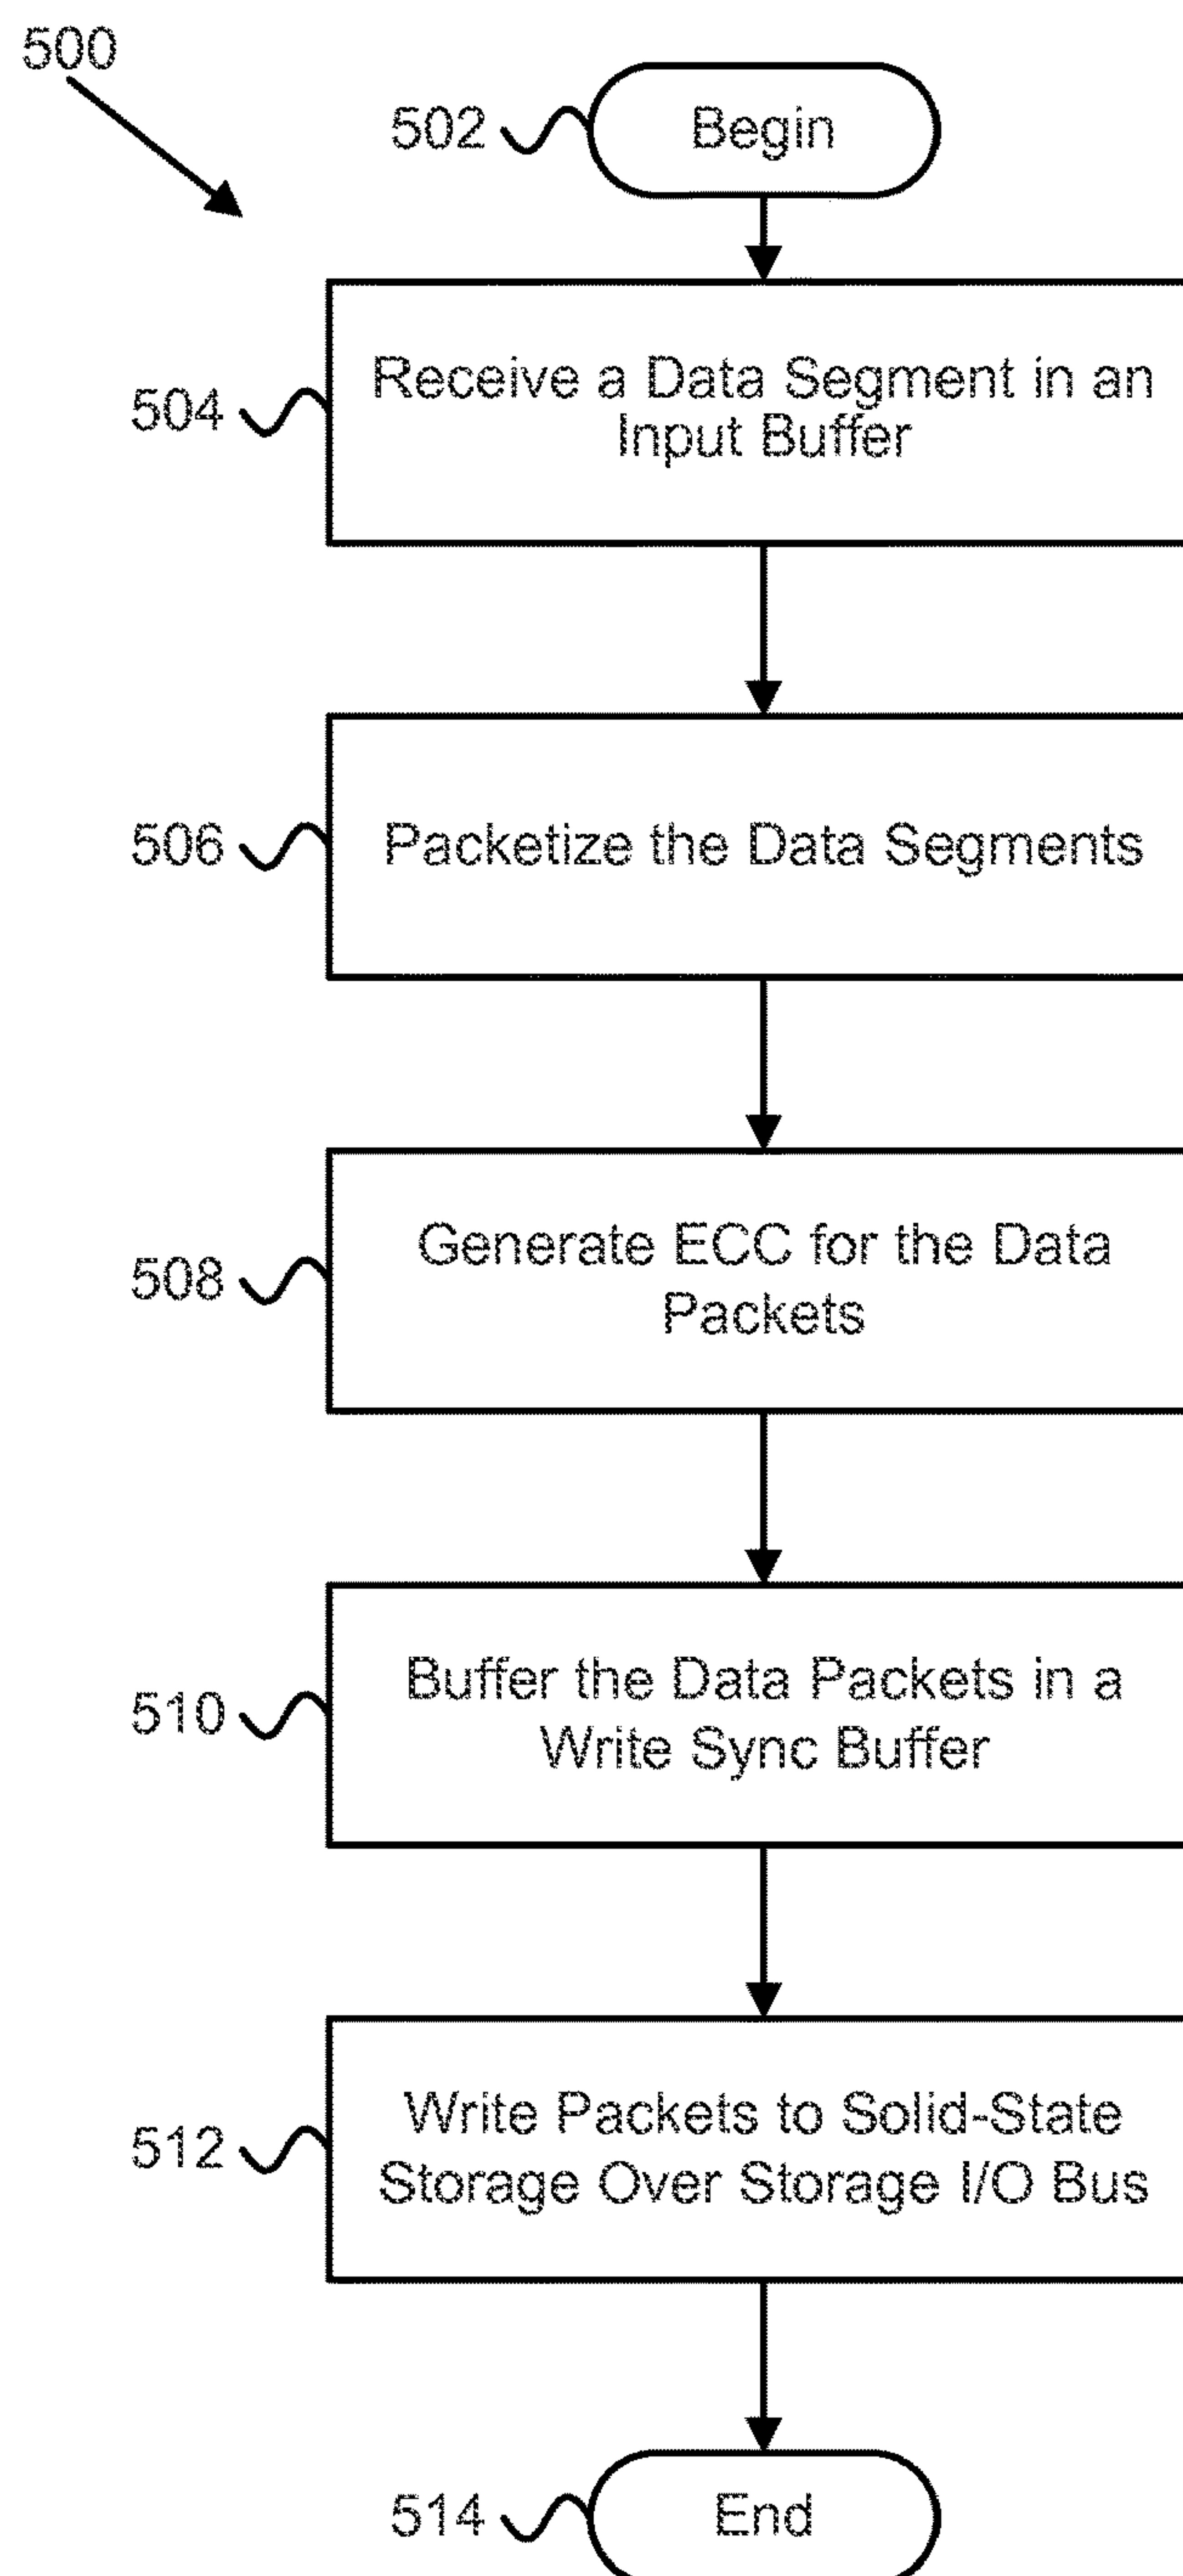 500
502
Begin
504
Receive a Data Segment in an
Input Buffer
506
Packetize the Data Segments
508
Generate ECC for the Data
Packets
510
Buffer the Data Packets in a
Write Sync Buffer
512
Write Packets to Solid-State
Storage Over Storage I/O Bus
514
End